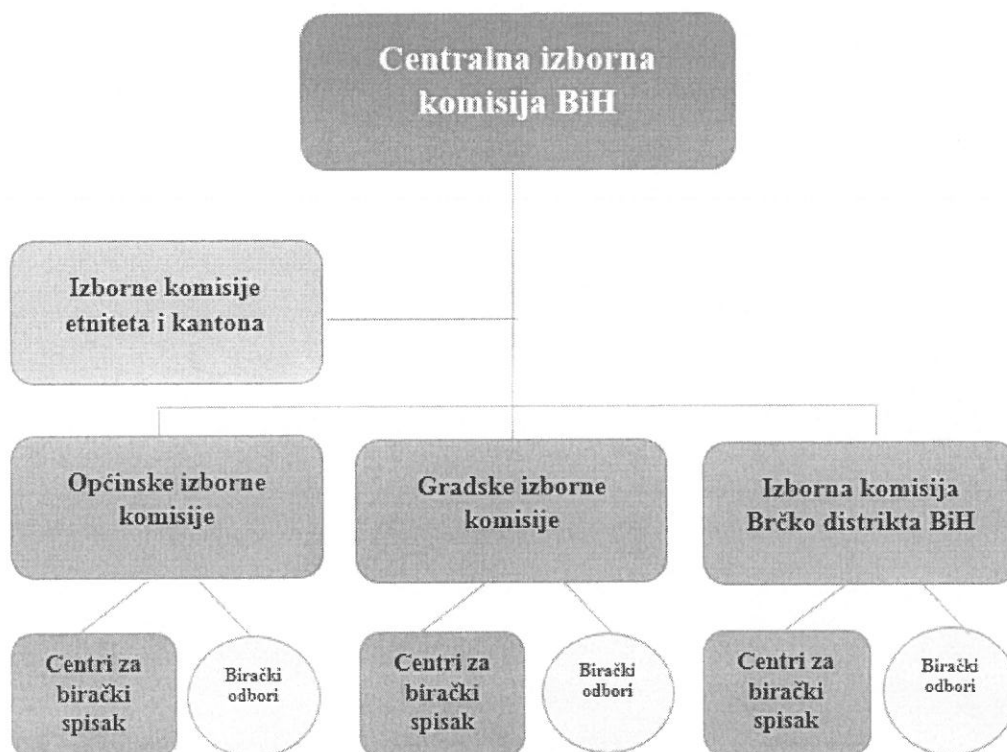 Centralna izborna
komisija BiH
Izborne komisije
etniteta i kantona
Općinske izborne
komisije
Gradske izborne
komisije
Izborna komisija
Brčko distrikta BiH
Centri za
birački
spisak
Birački
odbori
Centri za
birački
spisak
Birački
odbori
Centri za
birački
spisak
Birački
odbori